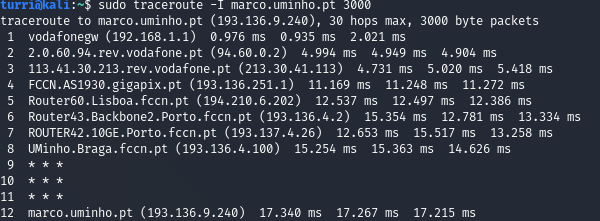 turri@kali:~$ sudo traceroute -I marco.uminho.pt 3000
traceroute to marco.uminho.pt (193.136.9.240), 30 hops max, 3000 byte packets
1 vodafonegw (192.168.1.1) 0.976 ms 0.935 ms 2.021 ms
2 2.0.60.94.rev.vodafone.pt (94.60.0.2) 4.994 ms 4.949 ms 4.904 ms
3 113.41.30.213.rev.vodafone.pt (213.30.41.113) 4.731 ms 5.020 ms 5.418 ms
4 FCCN.AS1930.gigapix.pt (193.136.251.1) 11.169 ms 11.248 ms 11.272 ms
5 Router60.Lisboa.fccn.pt (194.210.6.202) 12.537 ms 12.497 ms 12.386 ms
6 Router43.Backbone2.Porto.fccn.pt (193.136.4.2) 15.354 ms 12.781 ms 13.334 ms
7 ROUTER42.10GE.Porto.fccn.pt (193.137.4.26) 12.653 ms 15.517 ms 13.258 ms
8 UMinho.Braga.fccn.pt (193.136.4.100) 15.254 ms 15.363 ms 14.626 ms
9 * * *
10 * * *
11 * * *
12 marco.uminho.pt (193.136.9.240) 17.340 ms 17.267 ms 17.215 ms